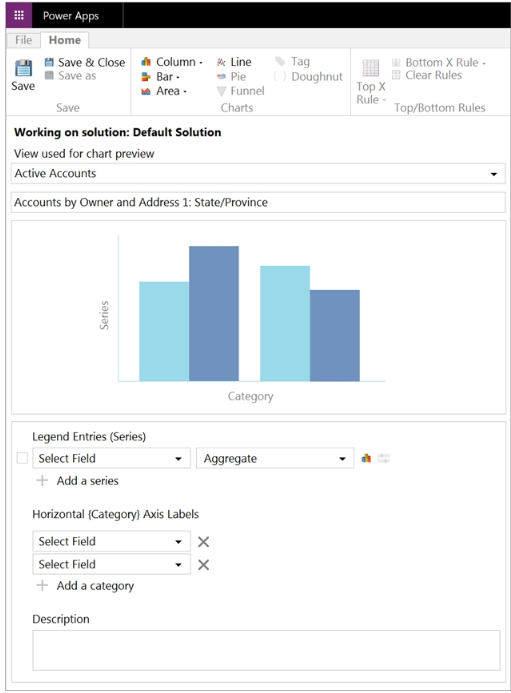 Power Apps
File Home
Save
Save & Close
Save as
Save
Column
Bar
Area
Line
Pie
Funnel
Tag
Doughnut
Charts
Top X
Rule
Bottom X Rule
Clear Rules
Top/Bottom Rules
Working on solution: Default Solution
View used for chart preview
Active Accounts
Accounts by Owner and Address 1: State/Province
Series
Category
Legend Entries (Series)
Select Field Aggregate
Add a series
Horizontal {Category} Axis Labels
Select Field
Select Field
Add a category
Description